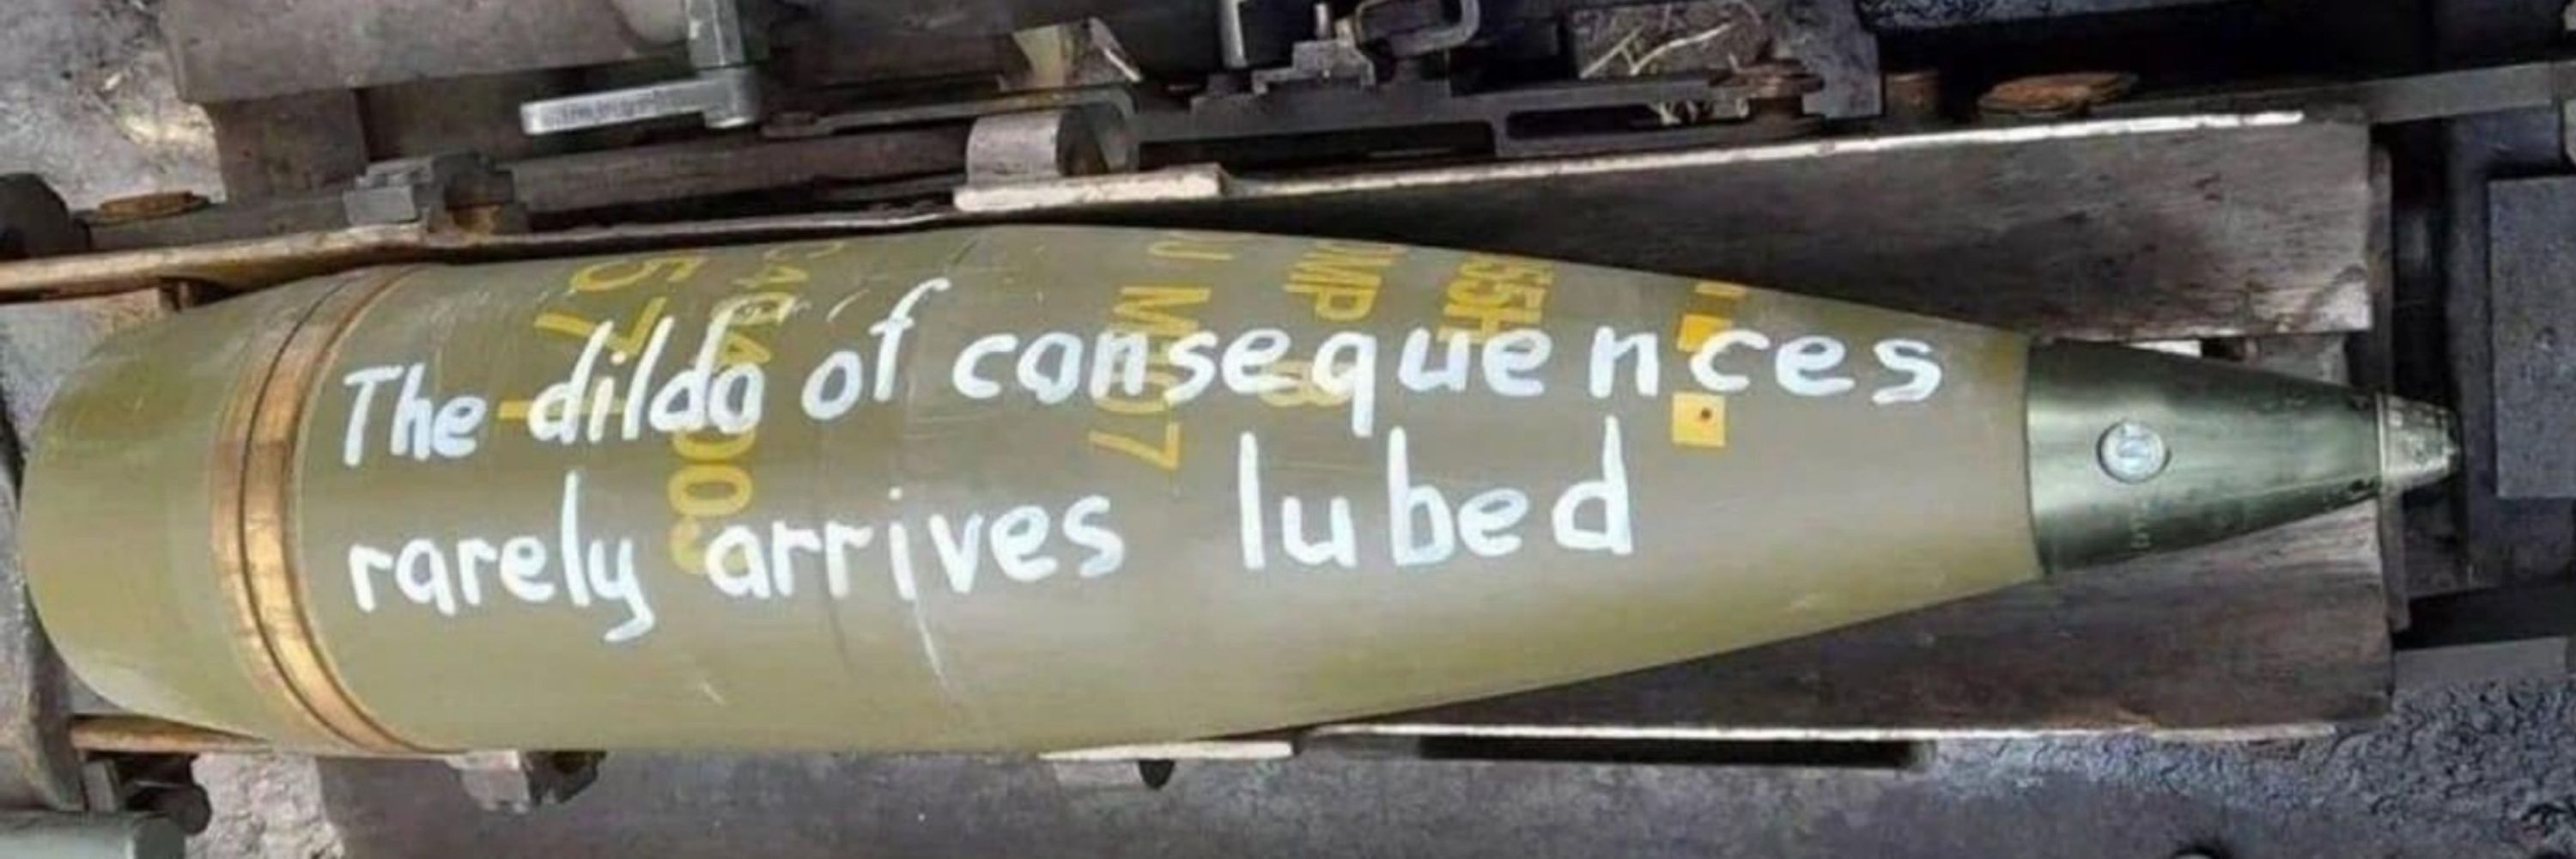 The dildo of consequences
rarely arrives lubed